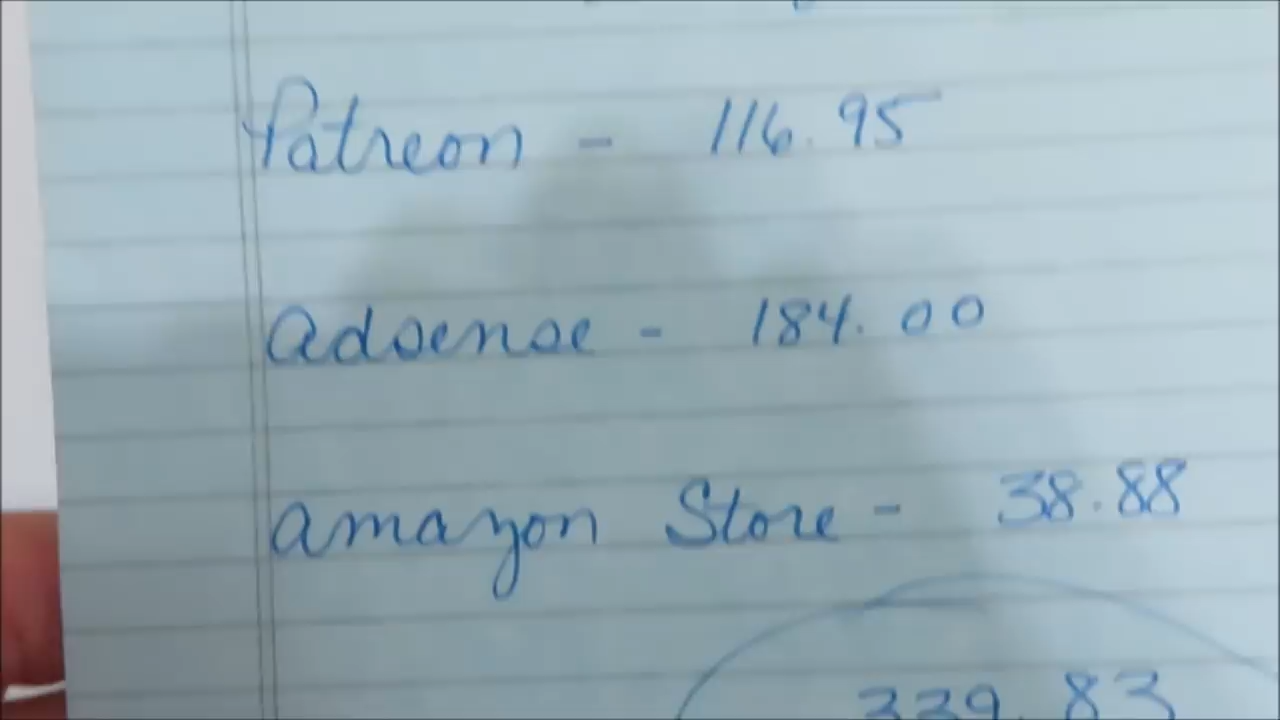 Patreon - 116.95
adsense - 184.00
amazon Store - 38.88
339.83